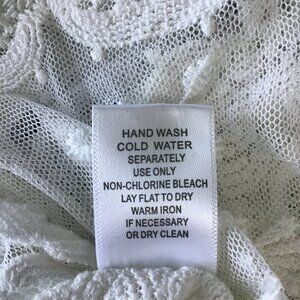 HAND WASH
COLD WATER
SEPARATELY
USE ONLY
NON-CHLORINE BLEACH
LAY FLAT TO DRY
WARM IRON
IF NECESSARY
OR DRY CLEAN